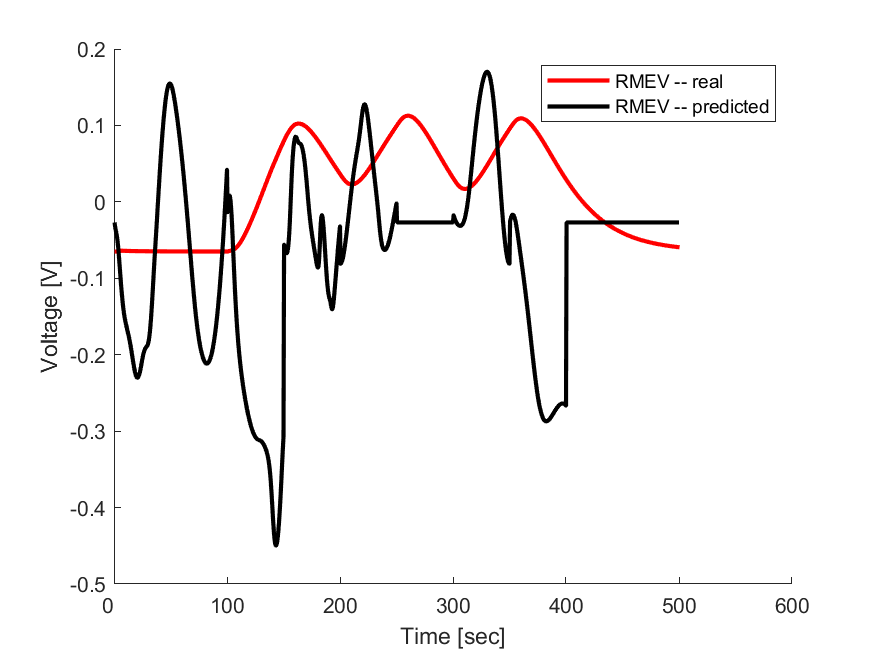 0.2
0.1
0
-0.1
-0.2
-0.3
-0.4
-0.5
Voltage [V]
RMEV -- real
RMEV -- predicted
0 100 200 300 400 500 600
Time [sec]